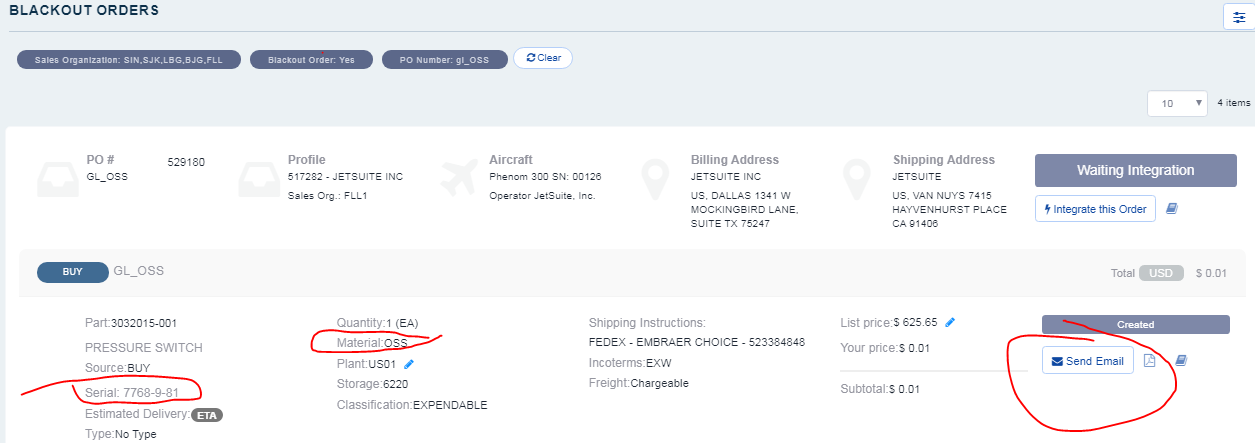 BLACKOUT ORDERS
Sales Organization: SIN,SJK,LBG,BJG,FLL
Blackout Order: Yes
PO Number: gl_OSS
Clear
10
4 items
PO #
529180
GL_OSS
Profile
517282 - JETSUITE INC
Sales Org.: FLL1
Aircraft
Phenom 300 SN: 00126
Operator JetSuite, Inc.
Billing Address
JETSUITE INC
US, DALLAS 1341 W
MOCKINGBIRD LANE,
SUITE TX 75247
Shipping Address
JETSUITE
US, VAN NUYS 7415
HAYVENHURST PLACE
CA 91406
Waiting Integration
Integrate this Order
BUY
GL_OSS
Total USD $ 0.01
Part:3032015-001
PRESSURE SWITCH
Source:BUY
Serial: 7768-9-81
Estimated Delivery: ETA
Type:No Type
Quantity:1 (EA)
Material:OSS
Plant:US01
Storage:6220
Classification:EXPENDABLE
Shipping Instructions:
FEDEX - EMBRAER CHOICE - 523384848
Incoterms:EXW
Freight:Chargeable
List price:$ 625.65
Your price:$ 0.01
Subtotal:$ 0.01
Created
Send Email